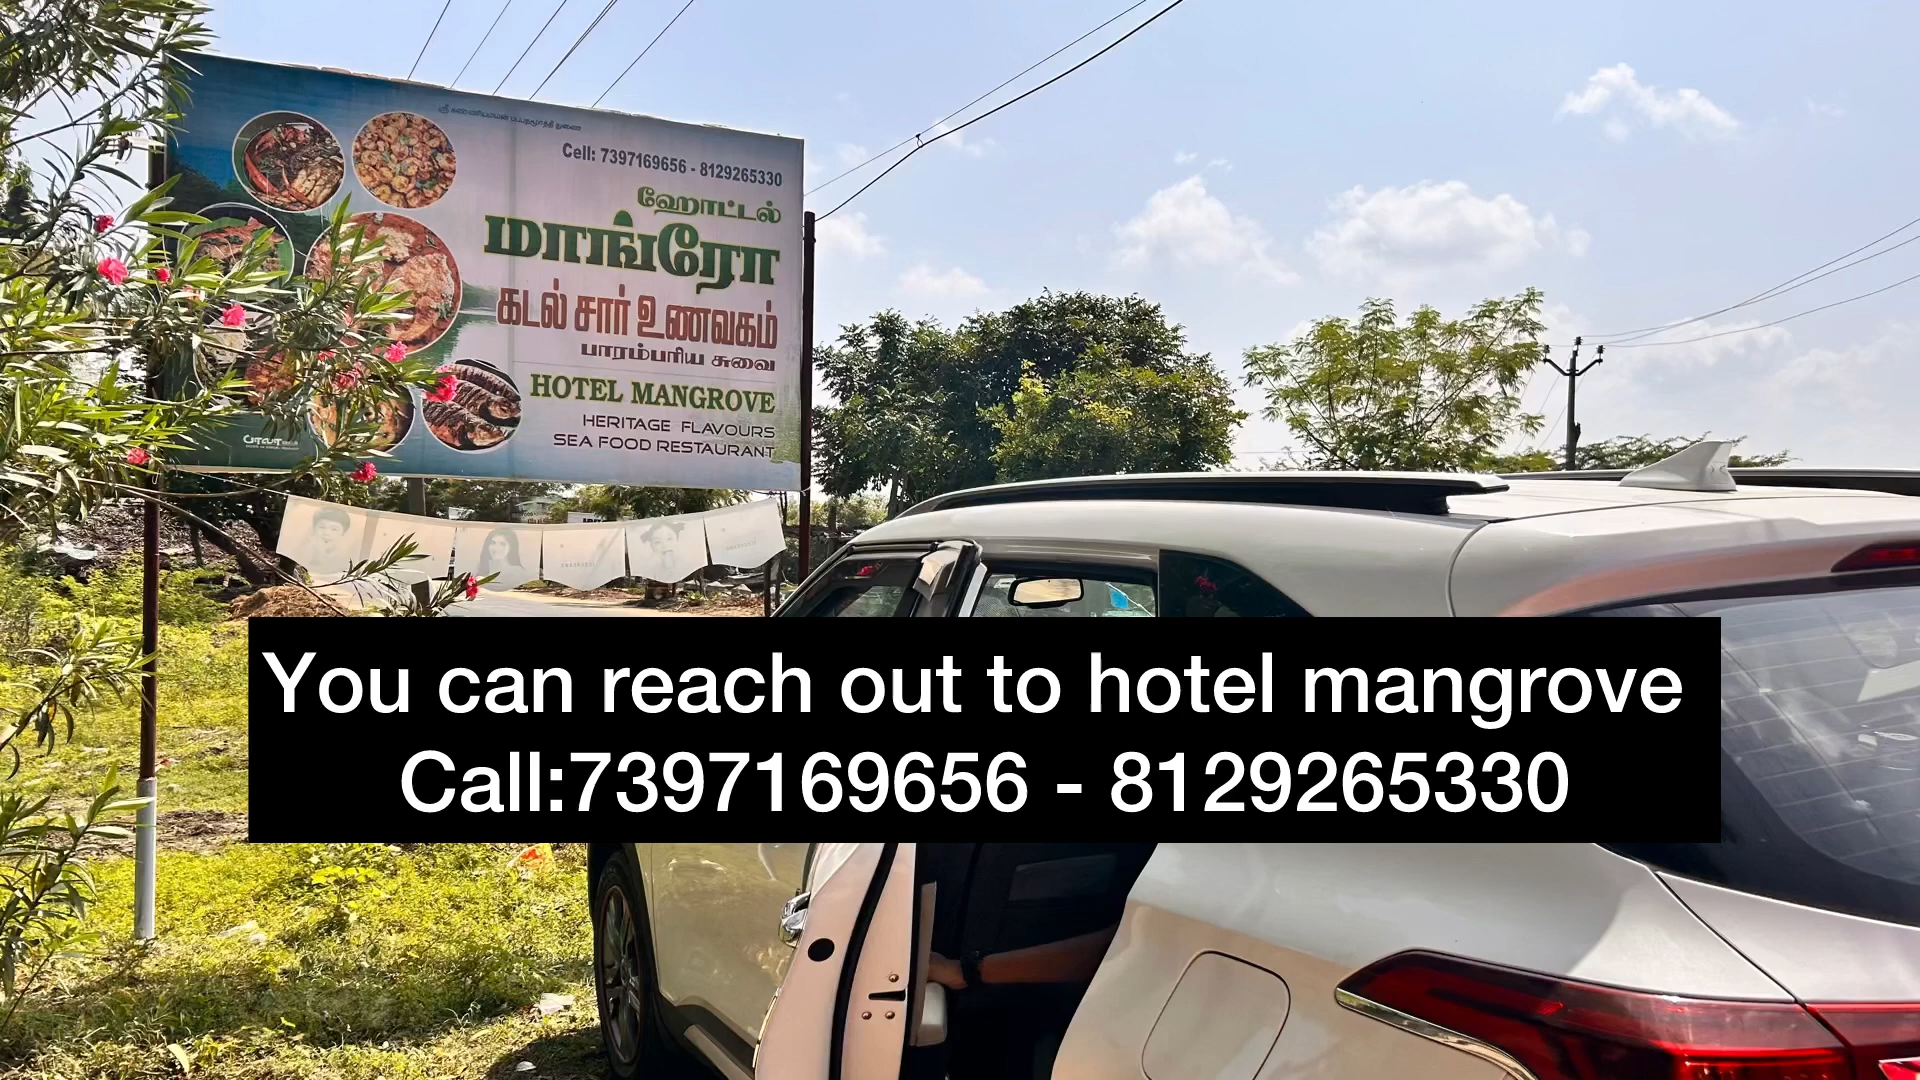 Cell: 7397169656 - 8129265330
ஹோட்டல்
மாங்ரோ
கடல் சார் உணவகம்
பாரம்பரிய சுவை
HOTEL MANGROVE
HERITAGE FLAVOURS
SEA FOOD RESTAURANT
You can reach out to hotel mangrove
Call:7397169656 - 8129265330